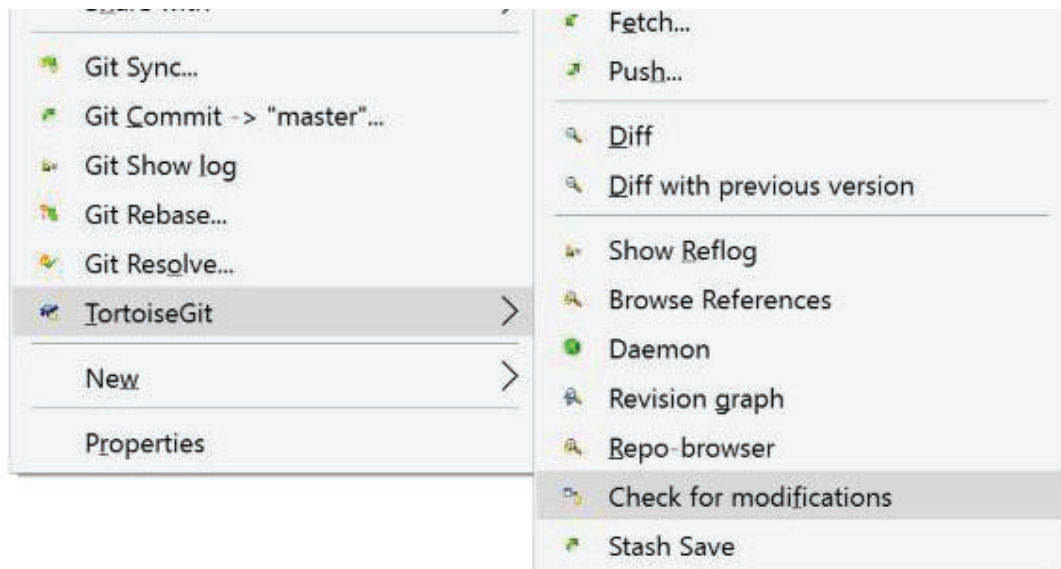 Git Sync...
Git Commit -> "master"...
Git Show log
Git Rebase...
Git Resolve...
TortoiseGit
New
Properties
Fetch...
Push...
Diff
Diff with previous version
Show Reflog
Browse References
Daemon
Revision graph
Repo-browser
Check for modifications
Stash Save